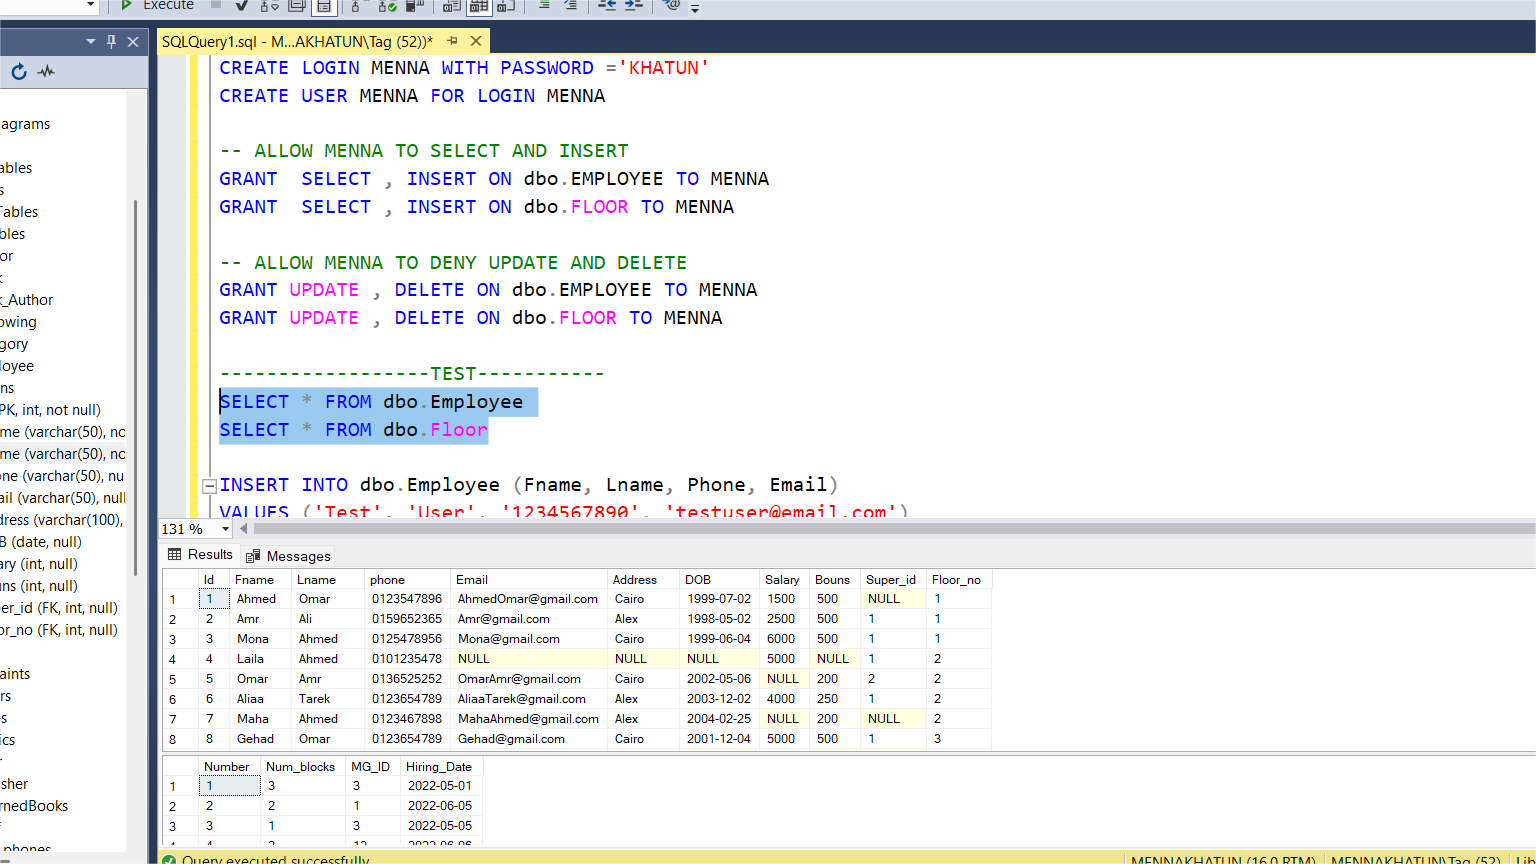 Execute
SQLQuery1.sql - M...AKHATUN\Tag (52))*
CREATE LOGIN MENNA WITH PASSWORD ='KHATUN'
CREATE USER MENNA FOR LOGIN MENNA
-- ALLOW MENNA TO SELECT AND INSERT
GRANT  SELECT , INSERT ON dbo.EMPLOYEE TO MENNA
GRANT  SELECT , INSERT ON dbo.FLOOR TO MENNA
-- ALLOW MENNA TO DENY UPDATE AND DELETE
GRANT UPDATE , DELETE ON dbo.EMPLOYEE TO MENNA
GRANT UPDATE , DELETE ON dbo.FLOOR TO MENNA
------------------TEST-----------
SELECT * FROM dbo.Employee
SELECT * FROM dbo.Floor
INSERT INTO dbo.Employee (Fname, Lname, Phone, Email)
VALUES ('Test', 'User', '1234567890', 'testuser@email.com')
agrams
ables
s
Tables
bles
or
k
k_Author
owing
gory
loyee
ns
PK, int, not null)
me (varchar(50), no
me (varchar(50), no
one (varchar(50), nu
ail (varchar(50), null
dress (varchar(100),
B (date, null)
ary (int, null)
ns (int, null)
er_id (FK, int, null)
or_no (FK, int, null)
aints
rs
s
ics
r
sher
rnedBooks
f
phones
131 %
Results Messages
Id Fname Lname phone Email Address DOB Salary Bouns Super_id Floor_no
1 1 Ahmed Omar 0123547896 AhmedOmar@gmail.com Cairo 1999-07-02 1500 500 NULL 1
2 2 Amr Ali 0159652365 Amr@gmail.com Alex 1998-05-02 2500 500 1 1
3 3 Mona Ahmed 0125478956 Mona@gmail.com Cairo 1999-06-04 6000 500 1 1
4 4 Laila Ahmed 0101235478 NULL NULL NULL 5000 NULL 1 2
5 5 Omar Amr 0136525252 OmarAmr@gmail.com Cairo 2002-05-06 NULL 200 2 2
6 6 Aliaa Tarek 0123654789 AliaaTarek@gmail.com Alex 2003-12-02 4000 250 1 2
7 7 Maha Ahmed 0123467898 MahaAhmed@gmail.com Alex 2004-02-25 NULL 200 NULL 2
8 8 Gehad Omar 0123654789 Gehad@gmail.com Cairo 2001-12-04 5000 500 1 3
Number Num_blocks MG_ID Hiring_Date
1 1 3 3 2022-05-01
2 2 2 1 2022-06-05
3 3 1 3 2022-05-05
4 4 2 12 2022-06-06
Query executed successfully
MENNAKHATUN (16.0 RTM) MENNAKHATUN\Tag (52) Lib